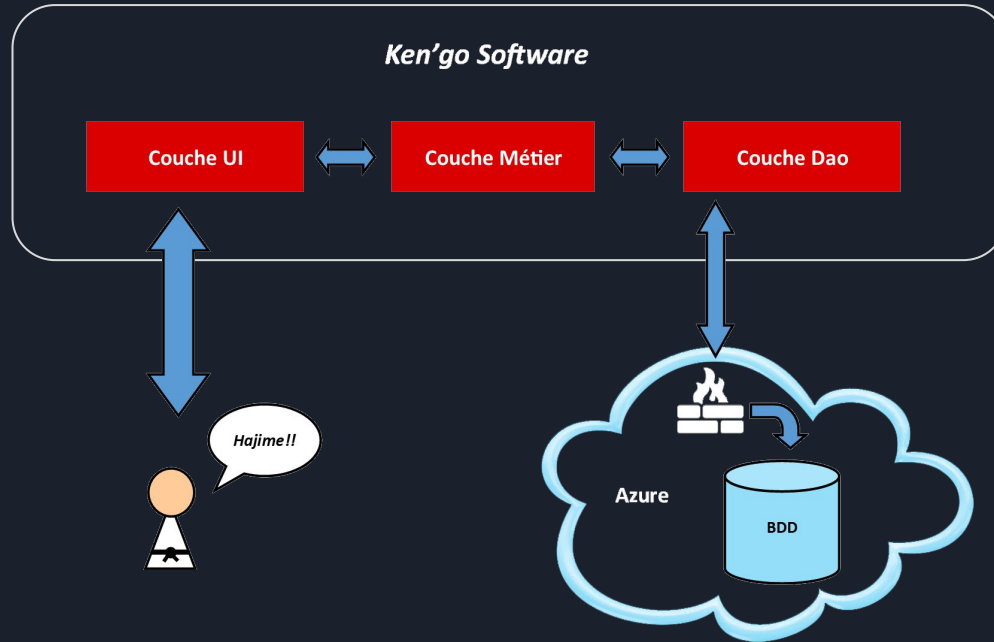 Ken'go Software
Couche UI
Couche Métier
Couche Dao
Hajime!!
Azure
BDD